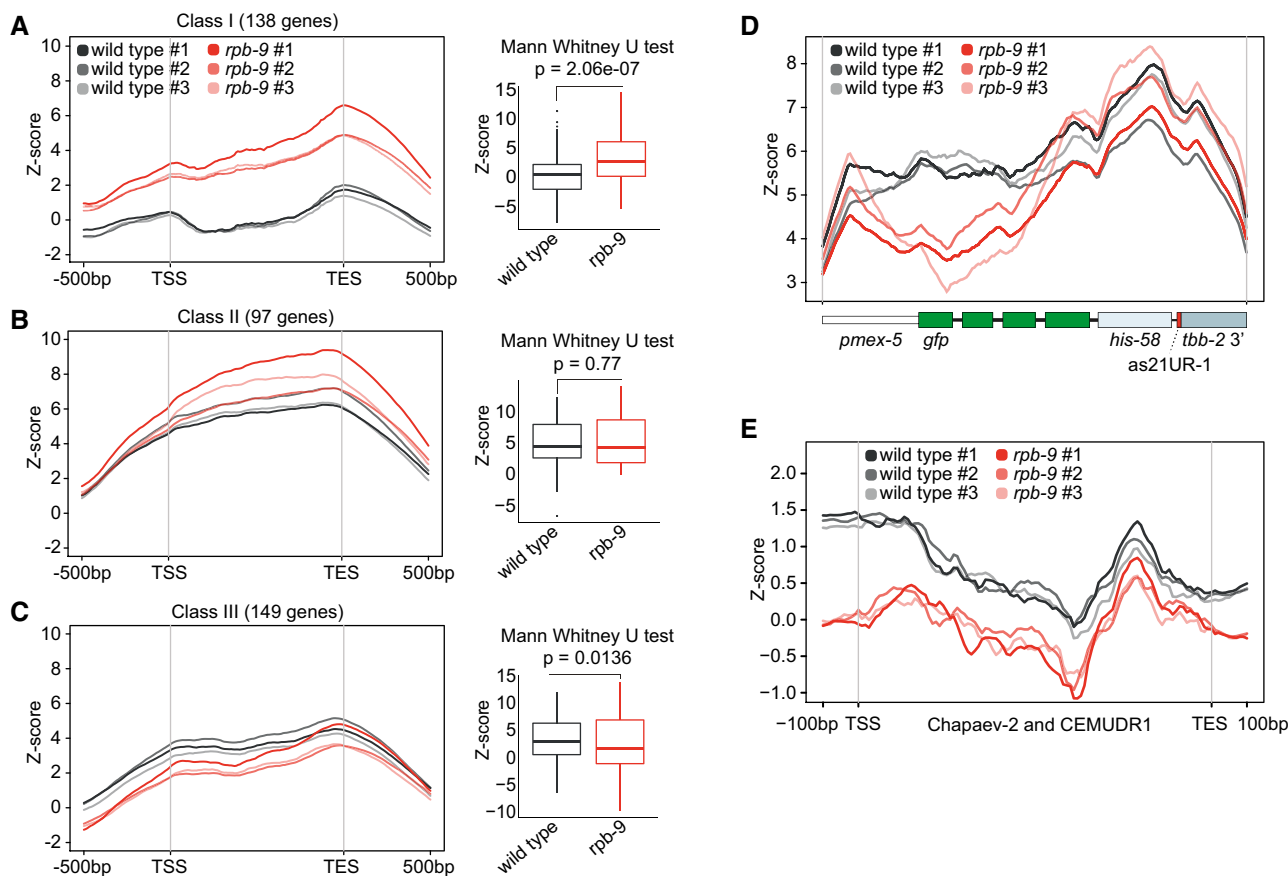 A
Class I (138 genes)
10
8
6
4
2
0
-2
Z-score
wild type #1
wild type #2
wild type #3
rpb-9 #1
rpb-9 #2
rpb-9 #3
-500bp TSS TES 500bp
Mann Whitney U test
p = 2.06e-07
15
10
5
0
−5
Z-score
wild type
rpb-9
B
Class II (97 genes)
10
8
6
4
2
0
-2
Z-score
-500bp TSS TES 500bp
Mann Whitney U test
p = 0.77
10
5
0
−5
Z-score
wild type
rpb-9
C
Class III (149 genes)
10
8
6
4
2
0
-2
Z-score
-500bp TSS TES 500bp
Mann Whitney U test
p = 0.0136
15
10
5
0
−5
−10
Z-score
wild type
rpb-9
D
8
7
6
5
4
3
Z-score
wild type #1
wild type #2
wild type #3
rpb-9 #1
rpb-9 #2
rpb-9 #3
pmex-5 gfp his-58 tbb-2 3’
as21UR-1
E
2.0
1.5
1.0
0.5
0.0
−0.5
−1.0
Z-score
wild type #1
wild type #2
wild type #3
rpb-9 #1
rpb-9 #2
rpb-9 #3
−100bp TSS Chapaev-2 and CEMUDR1 TES 100bp